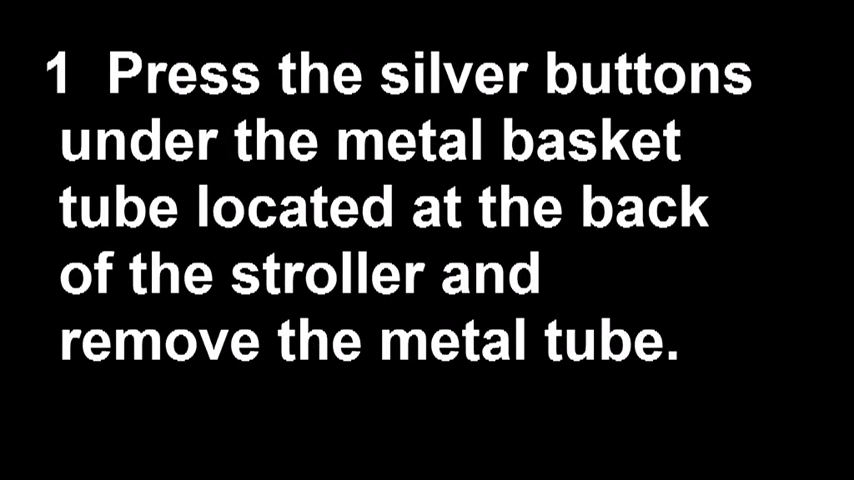 1 Press the silver buttons
under the metal basket
tube located at the back
of the stroller and
remove the metal tube.